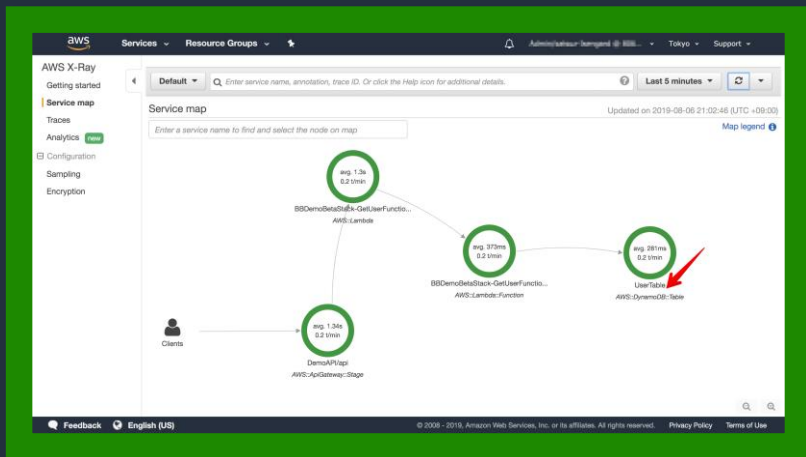 aws
Services
Resource Groups
Tokyo
Support
AWS X-Ray
Getting started
Service map
Traces
Analytics new
Configuration
Sampling
Encryption
Default
Enter service name, annotation, trace ID. Or click the Help icon for additional details.
Last 5 minutes
Service map
Updated on 2019-08-06 21:02:46 (UTC +09:00)
Enter a service name to find and select the node on map
Map legend
avg. 1.3s
0.2 t/min
BBDemoBetaStack-GetUserFunctio...
AWS::Lambda
avg. 373ms
0.2 t/min
BBDemoBetaStack-GetUserFunctio...
AWS::Lambda::Function
avg. 281ms
0.2 t/min
UserTable
AWS::DynamoDB::Table
Clients
avg. 1.34s
0.2 t/min
DemoAPI/api
AWS::ApiGateway::Stage
Feedback
English (US)
© 2008 - 2019, Amazon Web Services, Inc. or its affiliates. All rights reserved.
Privacy Policy
Terms of Use